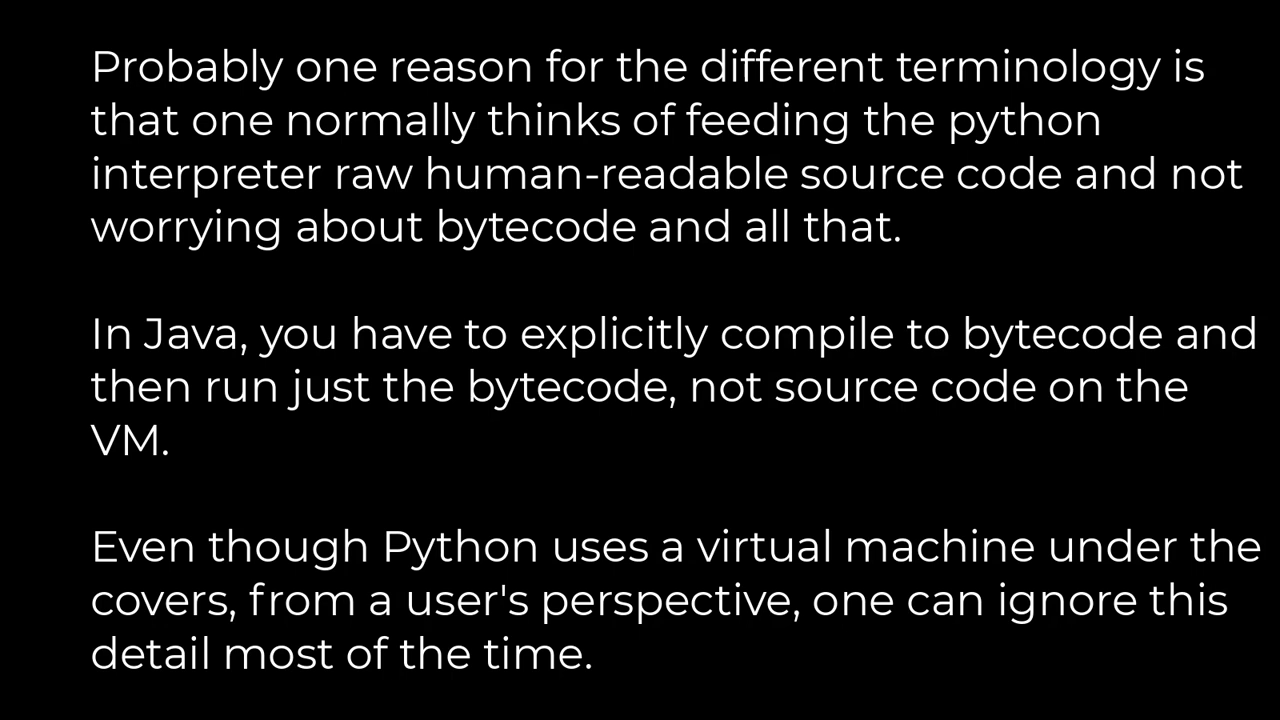 Probably one reason for the different terminology is
that one normally thinks of feeding the python
interpreter raw human-readable source code and not
worrying about bytecode and all that.
In Java, you have to explicitly compile to bytecode and
then run just the bytecode, not source code on the
VM.
Even though Python uses a virtual machine under the
covers, from a user's perspective, one can ignore this
detail most of the time.